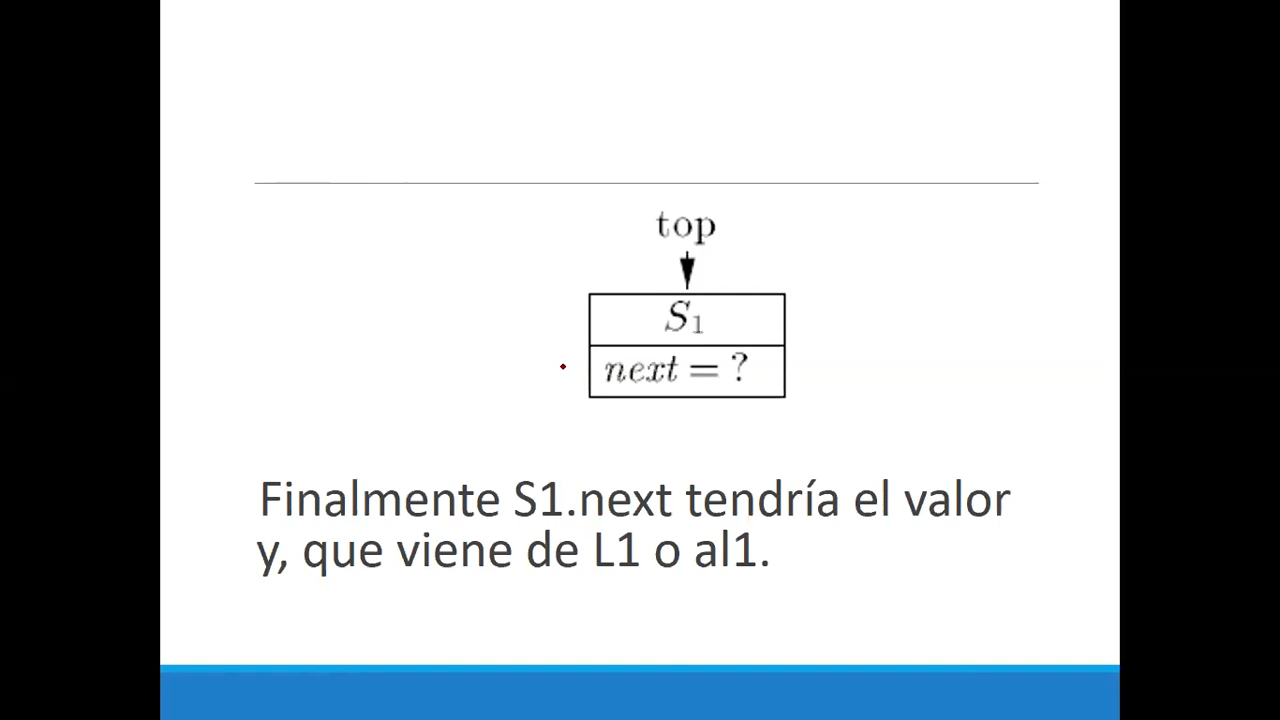 top
S₁
next = ?
Finalmente S1.next tendría el valor
y, que viene de L1 o al1.